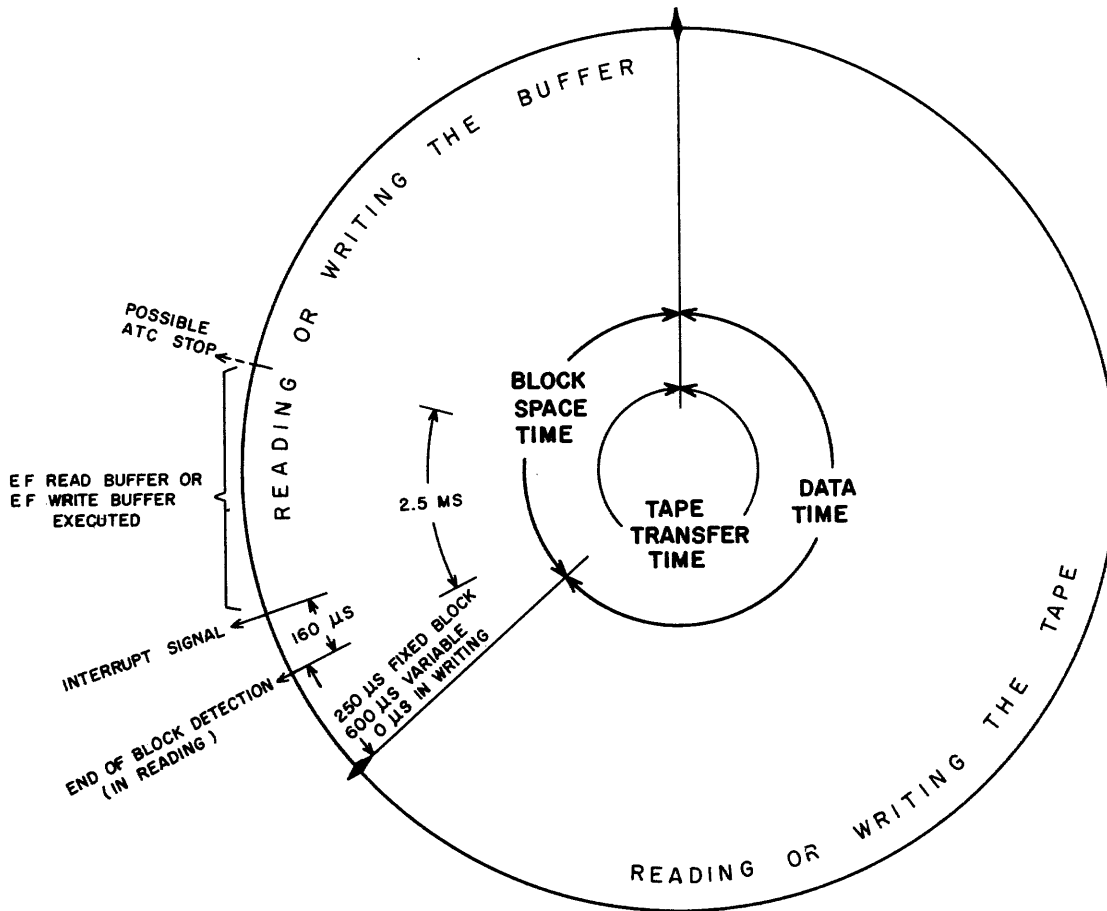 READING OR WRITING THE BUFFER
POSSIBLE
ATC STOP
BLOCK
SPACE
TIME
EF READ BUFFER OR
EF WRITE BUFFER
EXECUTED
2.5 MS
TAPE
TRANSFER
TIME
DATA
TIME
INTERRUPT SIGNAL
160 μS
END OF BLOCK DETECTION
(IN READING)
250 μS FIXED BLOCK
600 μS VARIABLE
0 μS IN WRITING
READING OR WRITING THE TAPE